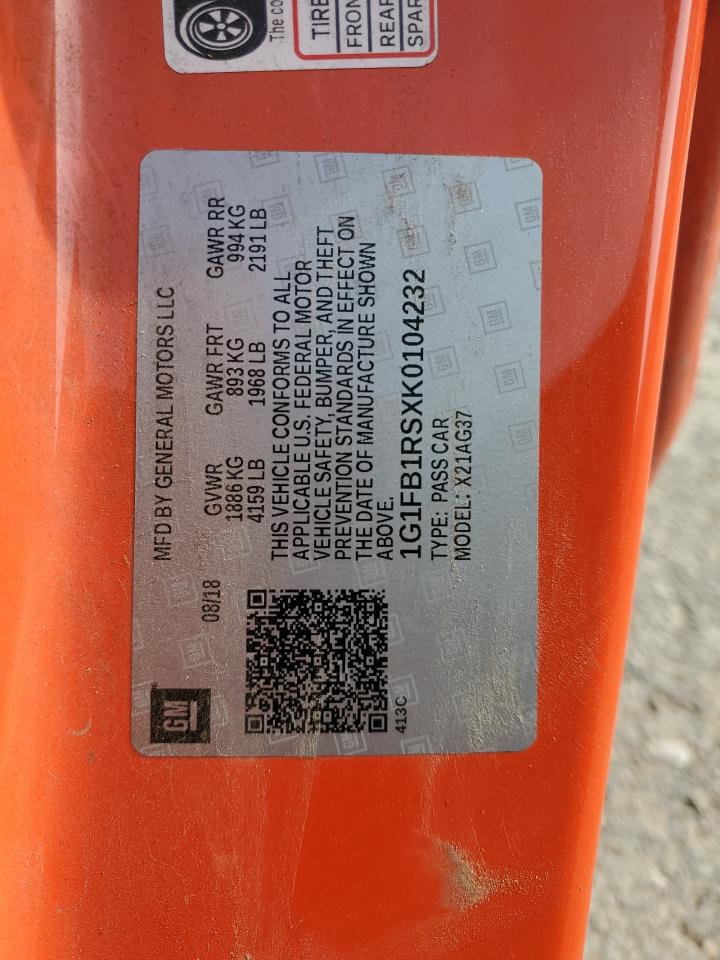 The co
TIRE
FRON
REAR
SPAR
MFD BY GENERAL MOTORS LLC
08/18
GVWR GAWR FRT GAWR RR
1886 KG 893 KG 994 KG
4159 LB 1968 LB 2191 LB
THIS VEHICLE CONFORMS TO ALL
APPLICABLE U.S. FEDERAL MOTOR
VEHICLE SAFETY, BUMPER, AND THEFT
PREVENTION STANDARDS IN EFFECT ON
THE DATE OF MANUFACTURE SHOWN
ABOVE.
1G1FB1RSXK0104232
TYPE: PASS CAR
MODEL: X21AG37
GM
413C